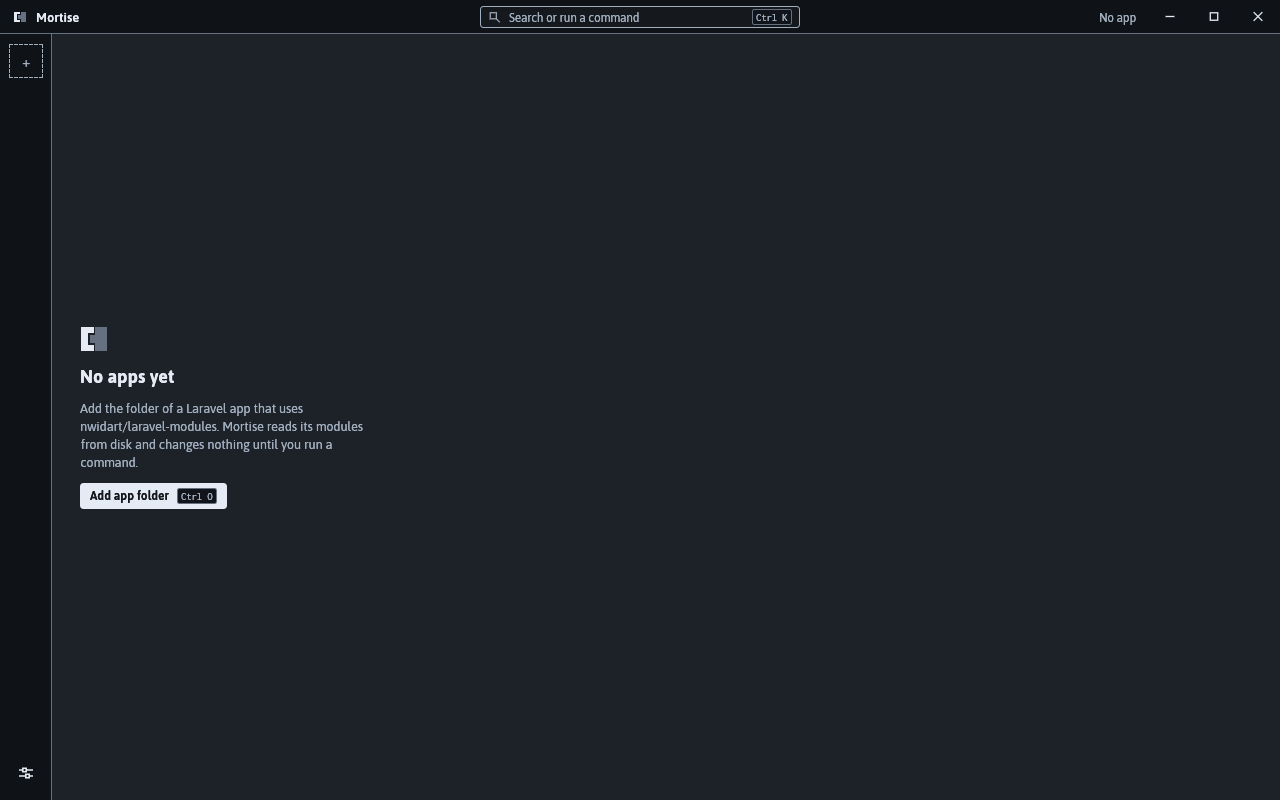 Mortise
Search or run a command
Ctrl K
No app
+
No apps yet
Add the folder of a Laravel app that uses
nwidart/laravel-modules. Mortise reads its modules
from disk and changes nothing until you run a
command.
Add app folder
Ctrl O